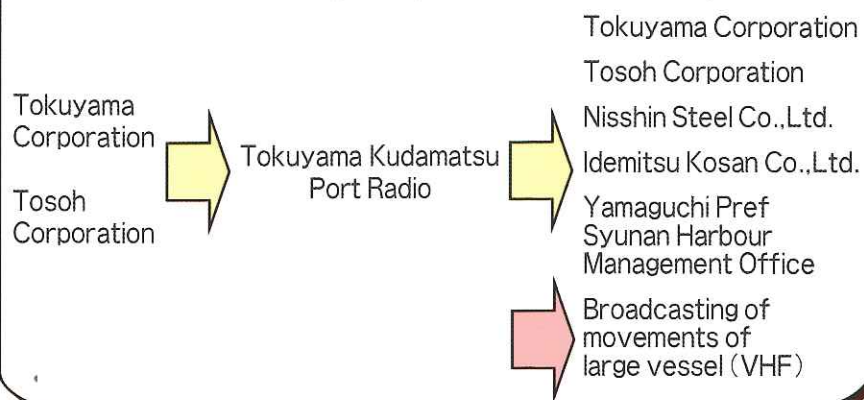 Tokuyama
Corporation
Tosoh
Corporation
Tokuyama Kudamatsu
Port Radio
Tokuyama Corporation
Tosoh Corporation
Nisshin Steel Co.,Ltd.
Idemitsu Kosan Co.,Ltd.
Yamaguchi Pref
Syunan Harbour
Management Office
Broadcasting of
movements of
large vessel (VHF)